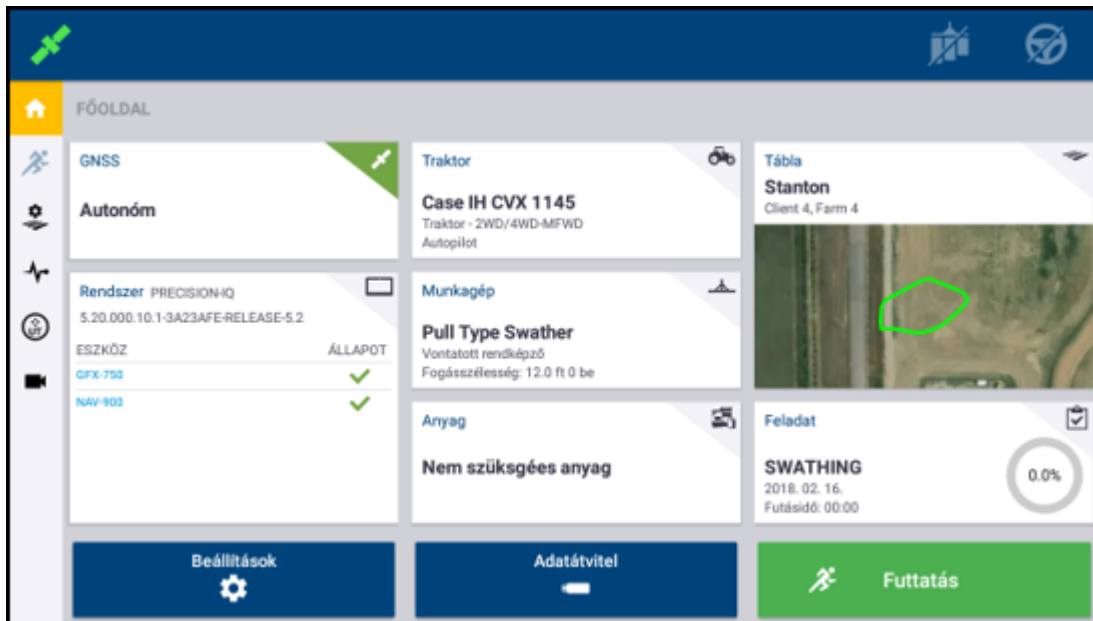 FŐOLDAL
GNSS
Autonóm
Rendszer PRECISION-IQ
5.20.000.10.1-3A23AFE-RELEASE-5.2
ESZKÖZ ÁLLAPOT
GFX-750
NAV-900
Traktor
Case IH CVX 1145
Traktor - 2WD/4WD-MFWD
Autopilot
Munkagép
Pull Type Swather
Vontatott rendképző
Fogásszélesség: 12.0 ft 0 be
Anyag
Nem szüksgées anyag
Tábla
Stanton
Client 4, Farm 4
Feladat
SWATHING
2018. 02. 16.
Futásidő: 00:00
0.0%
Beállítások
Adatátvitel
Futtatás